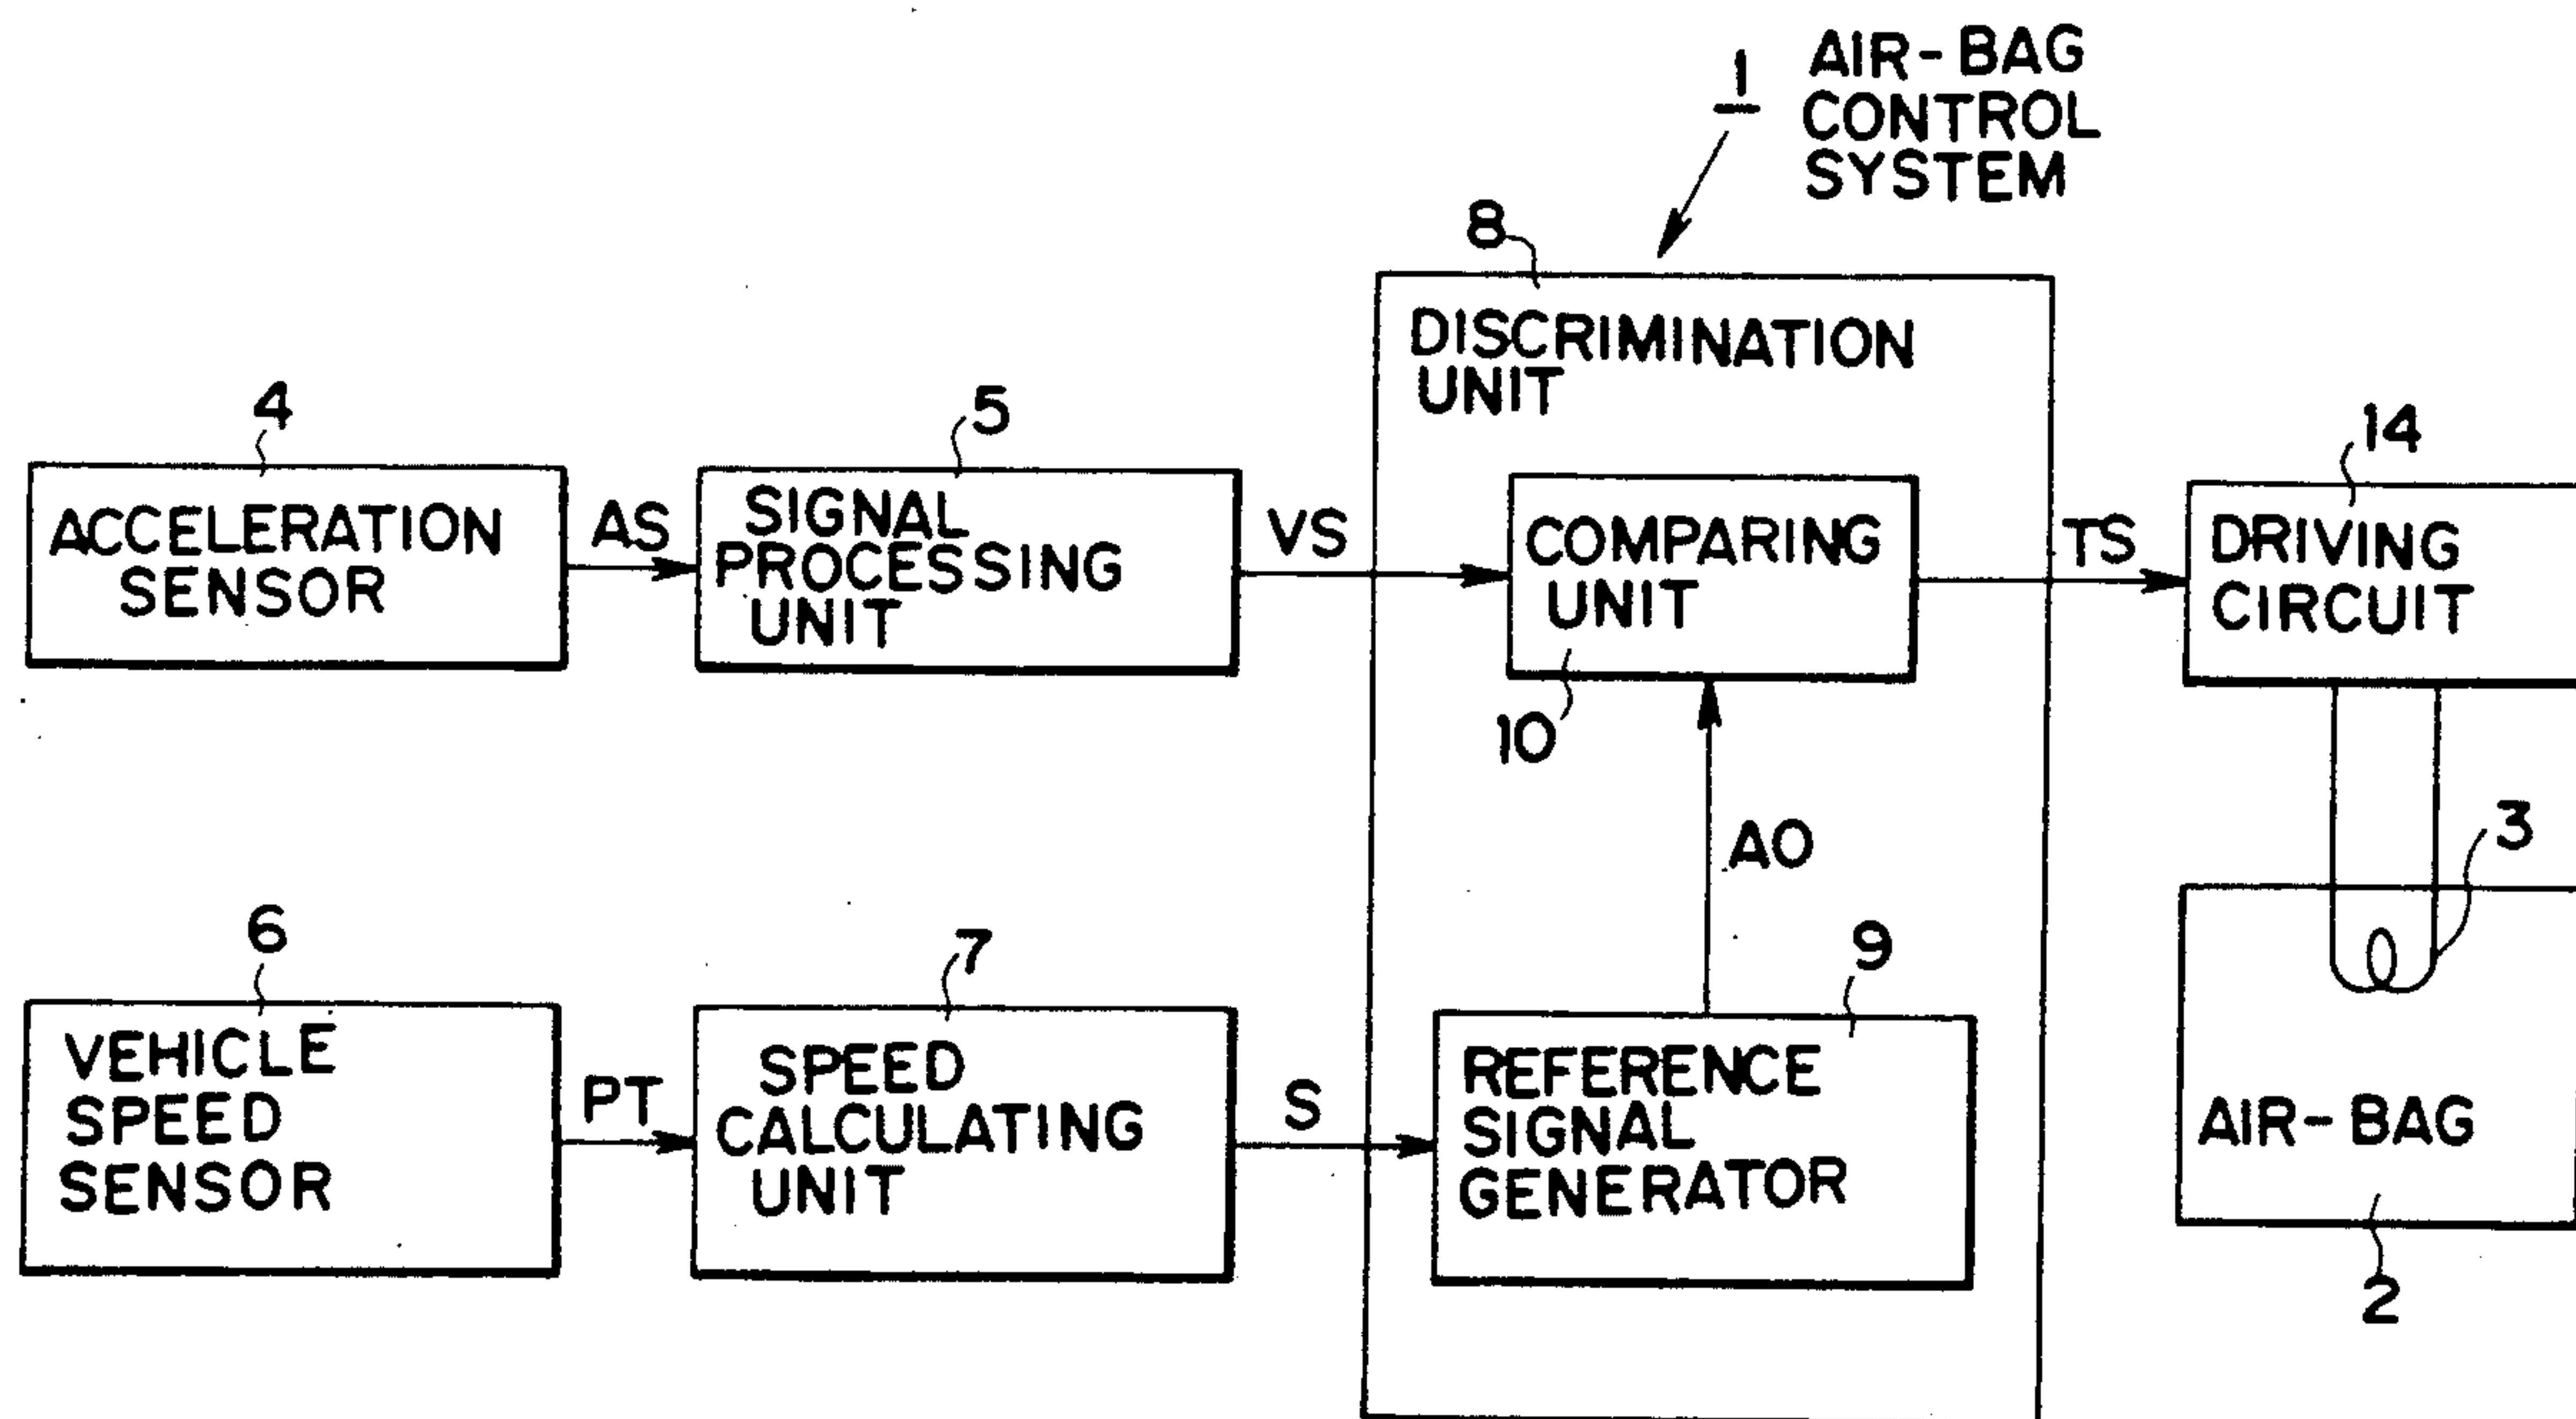 1
AIR-BAG
CONTROL
SYSTEM
8
DISCRIMINATION
UNIT
4
ACCELERATION
SENSOR
AS
5
SIGNAL
PROCESSING
UNIT
VS
COMPARING
UNIT
10
TS
14
DRIVING
CIRCUIT
AO
3
6
VEHICLE
SPEED
SENSOR
PT
7
SPEED
CALCULATING
UNIT
S
9
REFERENCE
SIGNAL
GENERATOR
AIR-BAG
2